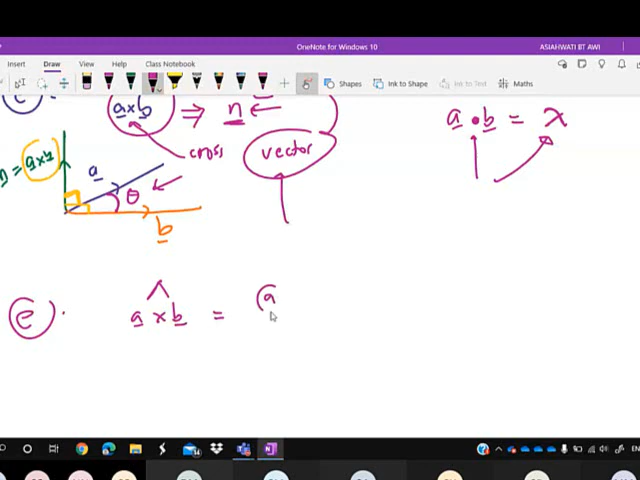 OneNote for Windows 10
ASIAHWATI BT AWI
Insert Draw View Help Class Notebook
Shapes Ink to Shape Ink to Text Maths
a×b ⇒ n ←
a • b = λ
cross
vector
n = a×b
a
θ
b
e
a × b = (a